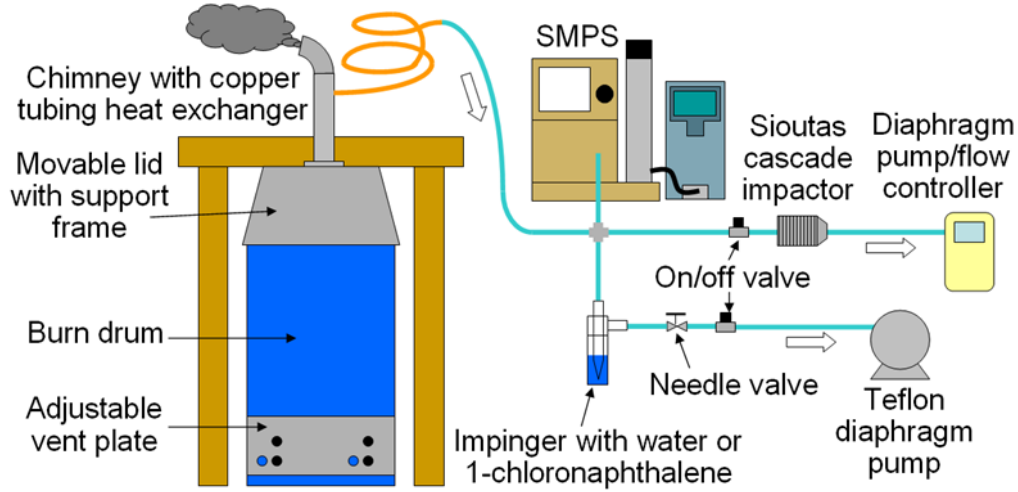 SMPS
Chimney with copper
tubing heat exchanger
Movable lid
with support
frame
Sioutas
cascade
impactor
Diaphragm
pump/flow
controller
On/off valve
Burn drum
Needle valve
Adjustable
vent plate
Impinger with water or
1-chloronaphthalene
Teflon
diaphragm
pump